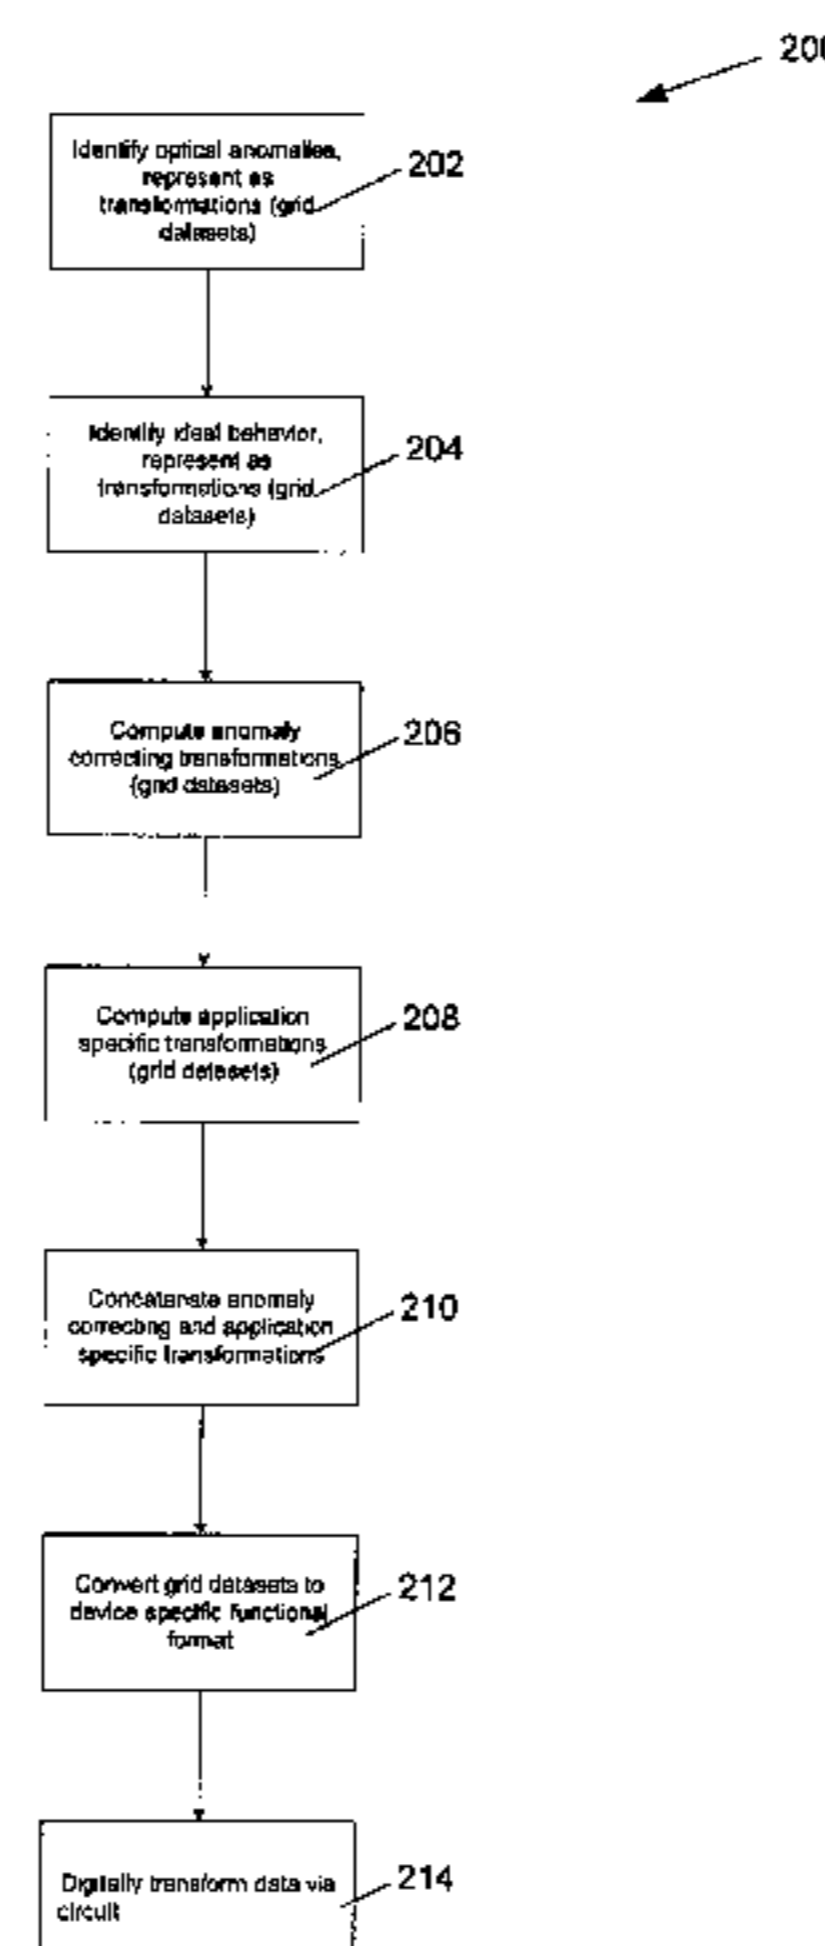 200
Identify optical anomalies,
represent as
transformations (grid
datasets)
202
Identify ideal behavior,
represent as
transformations (grid
datasets)
204
Compute anomaly
correcting transformations
(grid datasets)
206
Compute application
specific transformations
(grid datasets)
208
Concatenate anomaly
correcting and application
specific transformations
210
Convert grid datasets to
device specific functional
format
212
Digitally transform data via
circuit
214